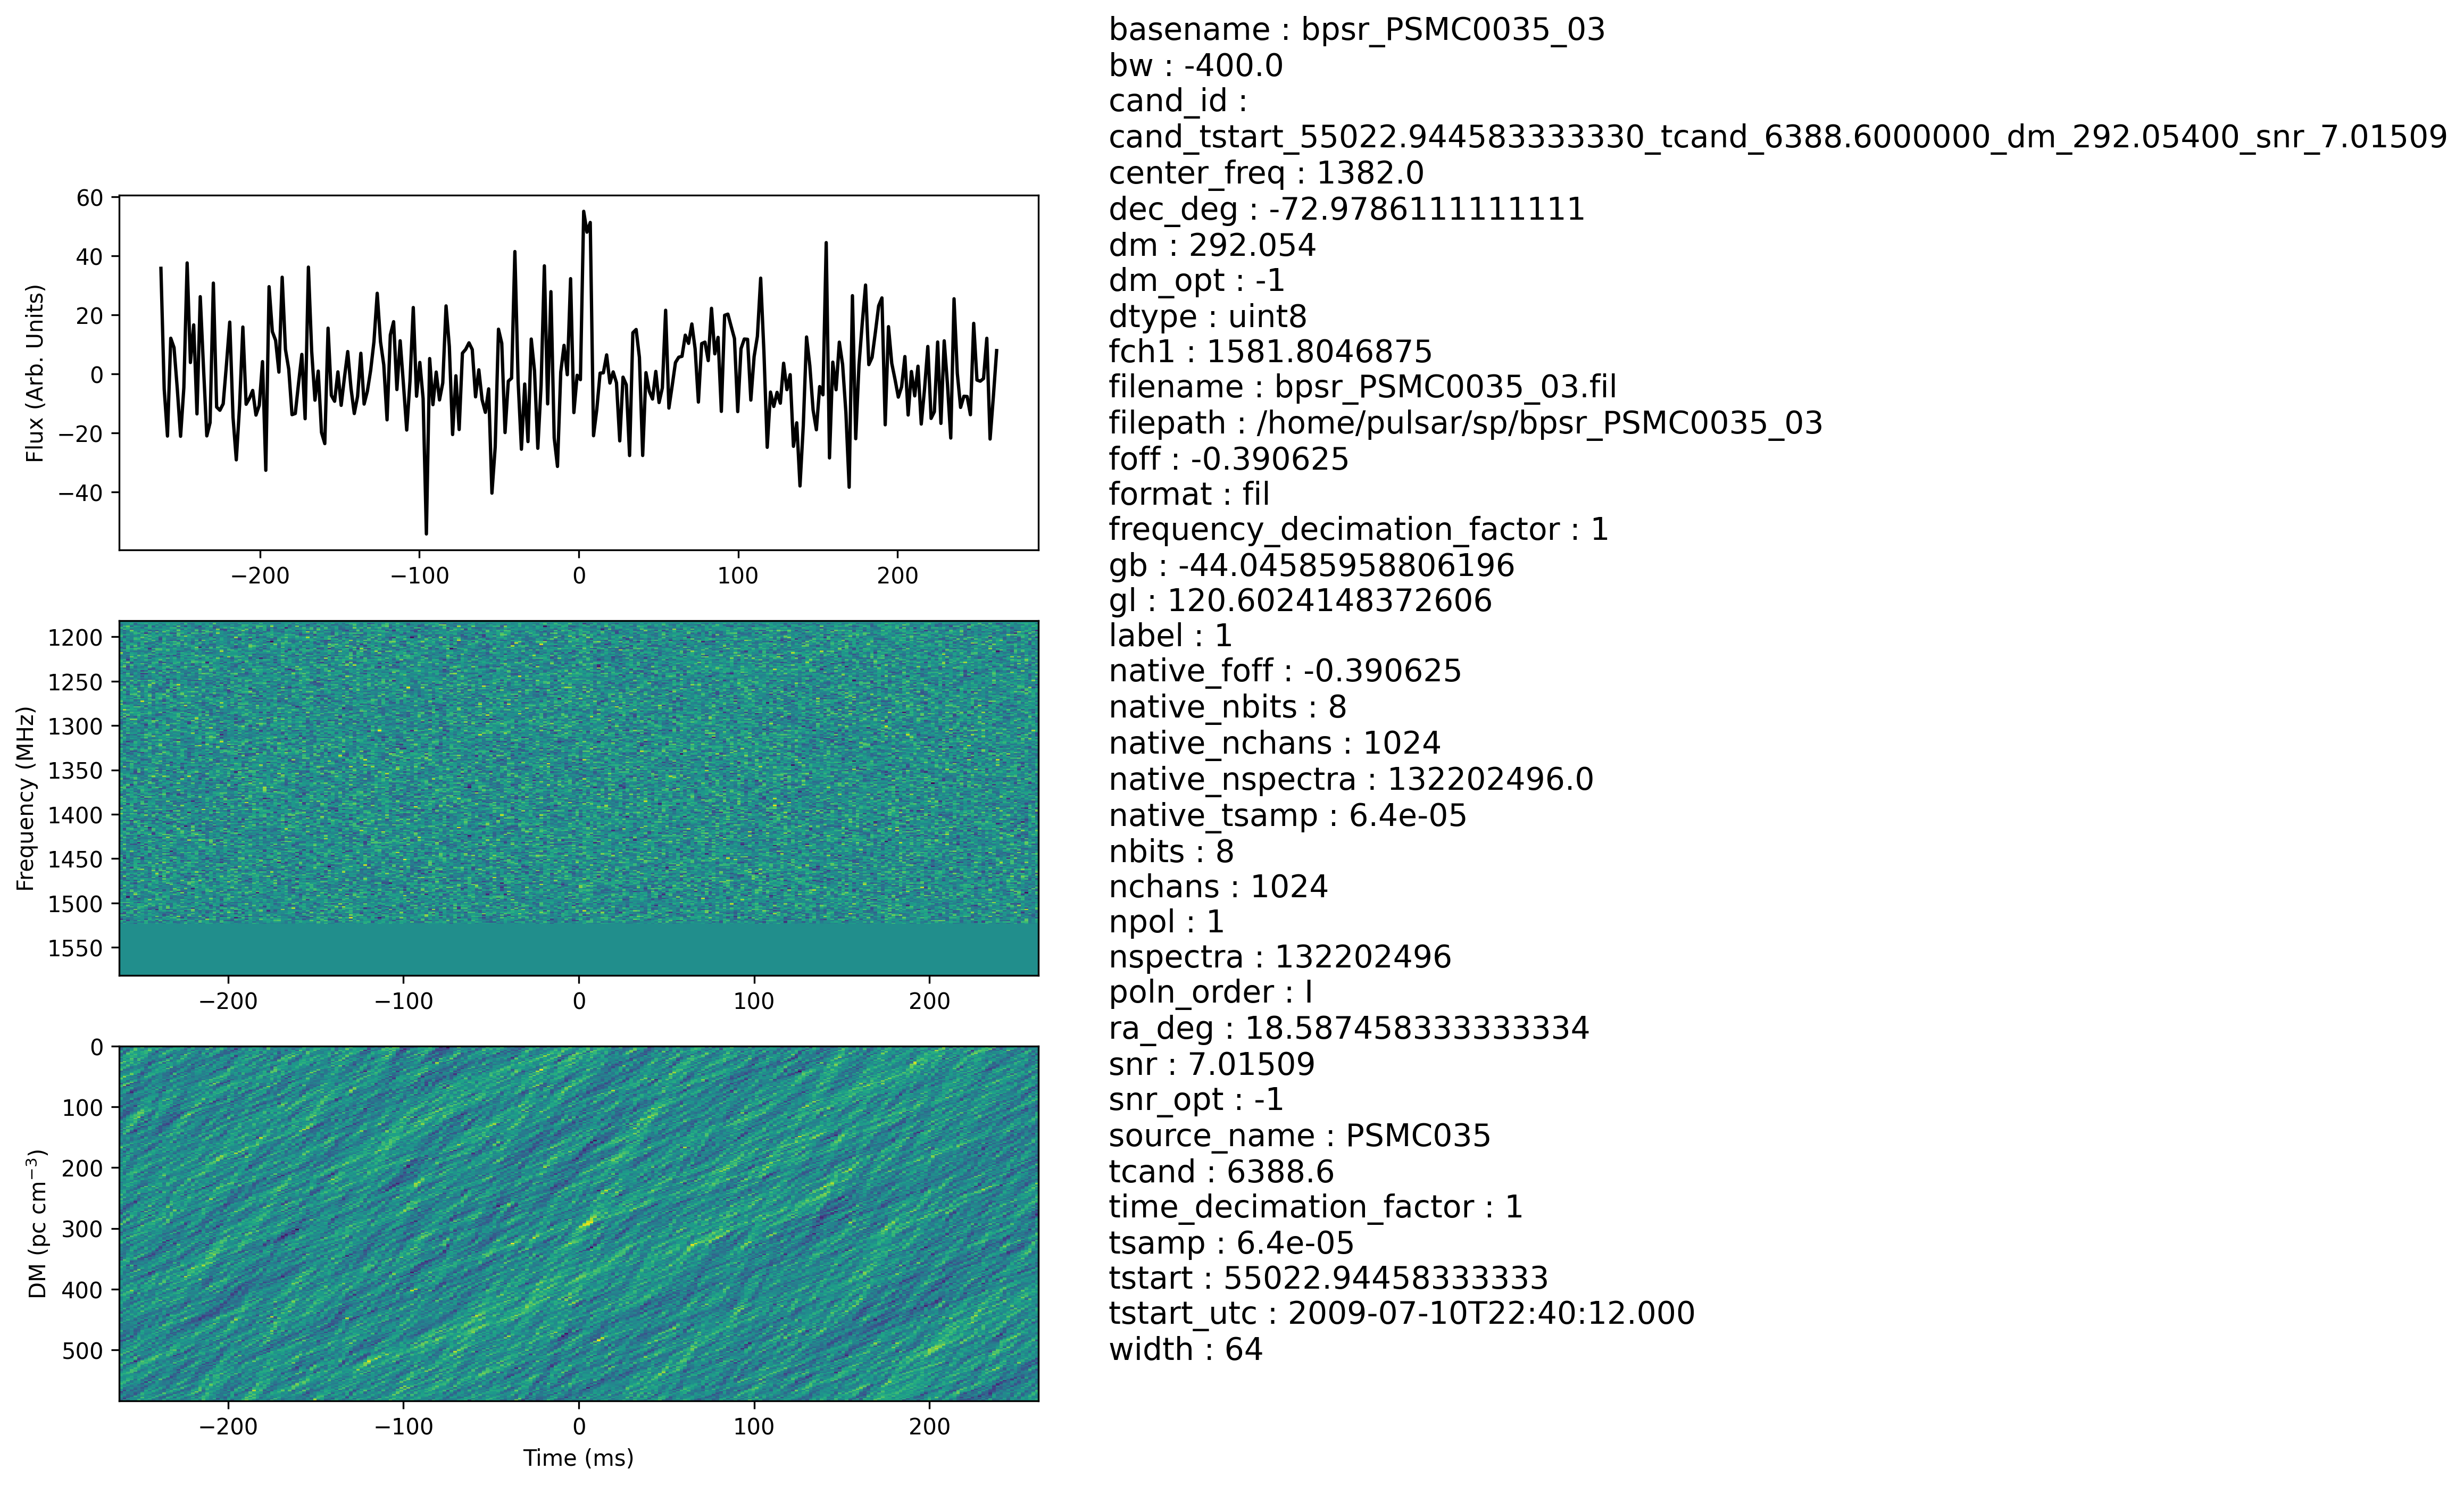 basename : bpsr_PSMC0035_03
bw : -400.0
cand_id :
cand_tstart_55022.944583333330_tcand_6388.6000000_dm_292.05400_snr_7.01509
center_freq : 1382.0
dec_deg : -72.9786111111111
dm : 292.054
dm_opt : -1
dtype : uint8
fch1 : 1581.8046875
filename : bpsr_PSMC0035_03.fil
filepath : /home/pulsar/sp/bpsr_PSMC0035_03
foff : -0.390625
format : fil
frequency_decimation_factor : 1
gb : -44.04585958806196
gl : 120.6024148372606
label : 1
native_foff : -0.390625
native_nbits : 8
native_nchans : 1024
native_nspectra : 132202496.0
native_tsamp : 6.4e-05
nbits : 8
nchans : 1024
npol : 1
nspectra : 132202496
poln_order : I
ra_deg : 18.587458333333334
snr : 7.01509
snr_opt : -1
source_name : PSMC035
tcand : 6388.6
time_decimation_factor : 1
tsamp : 6.4e-05
tstart : 55022.94458333333
tstart_utc : 2009-07-10T22:40:12.000
width : 64
Flux (Arb. Units)
60
40
20
0
−20
−40
−200 −100 0 100 200
Frequency (MHz)
1200
1250
1300
1350
1400
1450
1500
1550
−200 −100 0 100 200
DM (pc cm⁻³)
0
100
200
300
400
500
−200 −100 0 100 200
Time (ms)